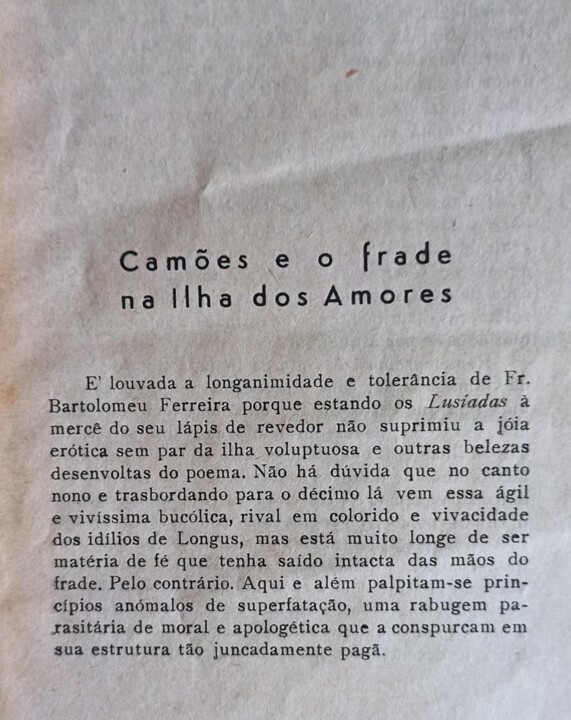 Camões e o frade
na Ilha dos Amores
E' louvada a longanimidade e tolerância de Fr.
Bartolomeu Ferreira porque estando os Lusíadas à
mercê do seu lápis de revedor não suprimiu a jóia
erótica sem par da ilha voluptuosa e outras belezas
desenvoltas do poema. Não há dúvida que no canto
nono e trasbordando para o décimo lá vem essa ágil
e vivíssima bucólica, rival em colorido e vivacidade
dos idílios de Longus, mas está muito longe de ser
matéria de fé que tenha saído intacta das mãos do
frade. Pelo contrário. Aqui e além palpitam-se prin-
cípios anómalos de superfatação, uma rabugem pa-
rasitária de moral e apologética que a conspurcam em
sua estrutura tão juncadamente pagã.